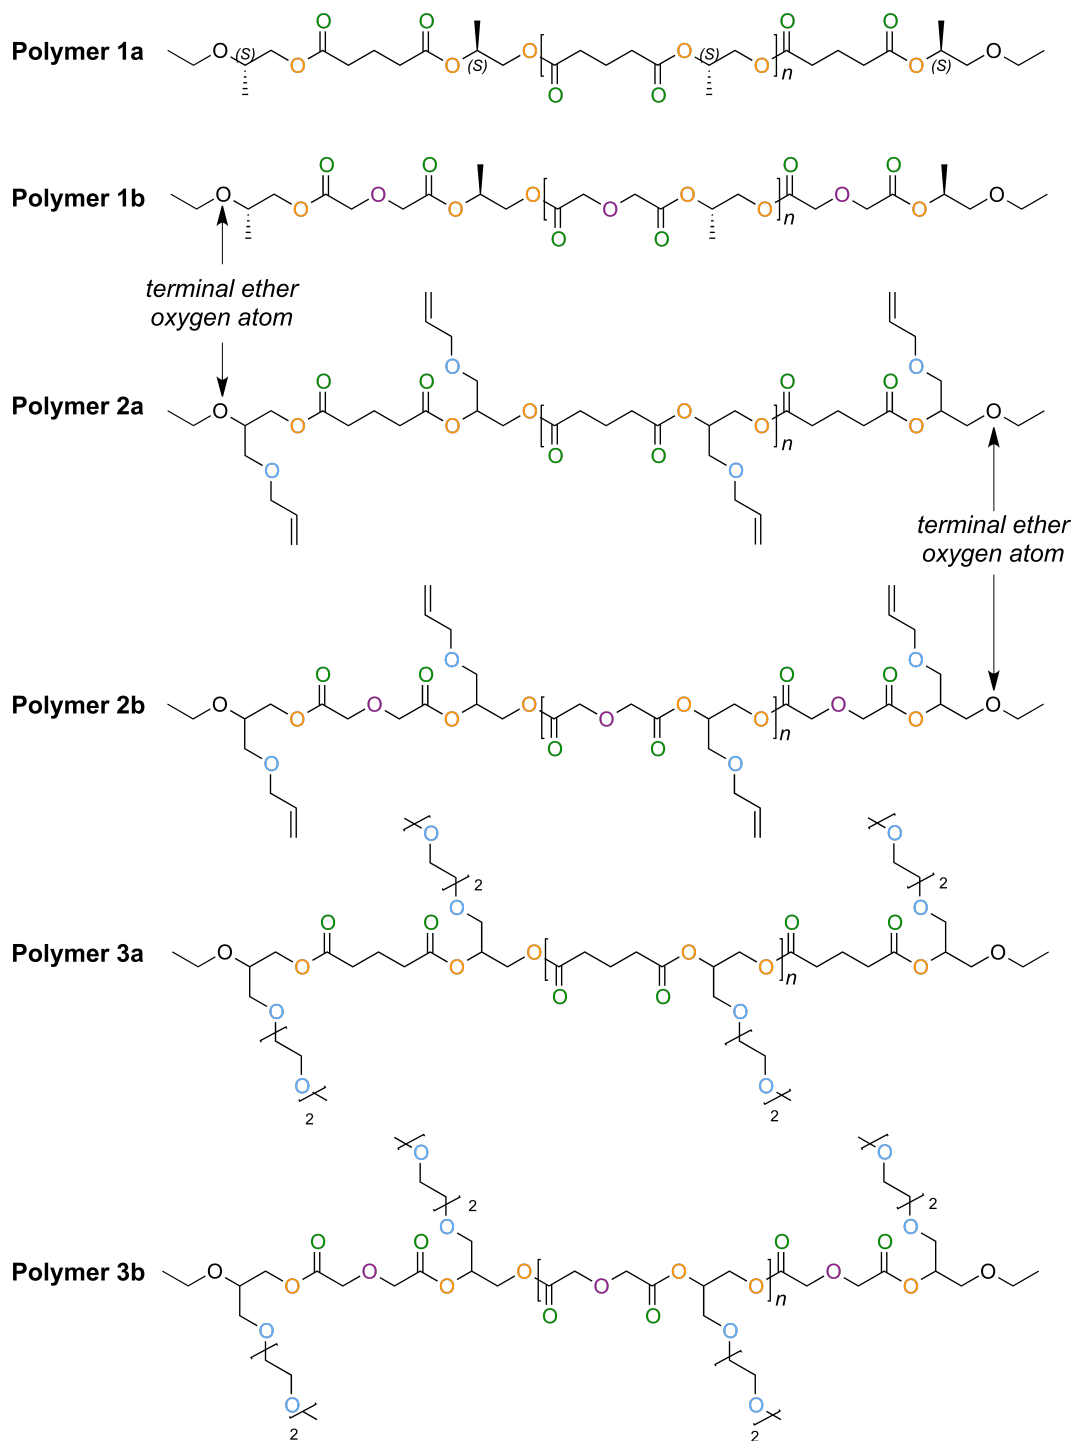 Polymer 1a
O O O O
O (S) O O (S) O (S) O O (S) O
n
O O
Polymer 1b
O O O O
O O O O O O O O O O O
n
O O
terminal ether
oxygen atom
Polymer 2a
O O
O O O O
O O O O O O O O
n
O O
O O
terminal ether
oxygen atom
Polymer 2b
O O
O O O O
O O O O O O O O O O O
n
O O
O O
Polymer 3a
O O
2 2
O O
O O O O
O O O O O O O O
n
O O
O O
O O
2 2
Polymer 3b
O O
2 2
O O
O O O O
O O O O O O O O O O O
n
O O
O O
O O
2 2